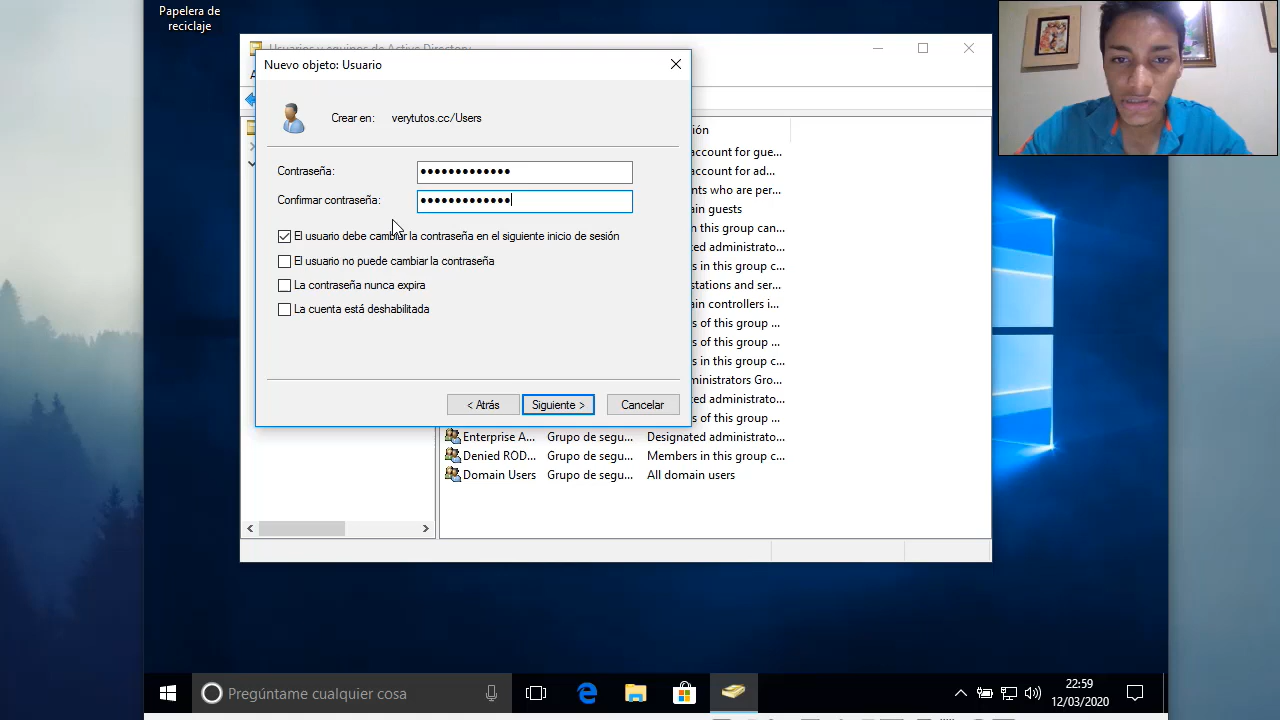 Papelera de
reciclaje
Usuarios y equipos de Active Directory
Nuevo objeto: Usuario
Crear en: verytutos.cc/Users
Contraseña: •••••••••••••
Confirmar contraseña: •••••••••••••
El usuario debe cambiar la contraseña en el siguiente inicio de sesión
El usuario no puede cambiar la contraseña
La contraseña nunca expira
La cuenta está deshabilitada
< Atrás Siguiente > Cancelar
ión
account for gue...
account for ad...
nts who are per...
in guests
n this group can...
ed administrato...
s in this group c...
stations and ser...
ain controllers i...
s of this group ...
s of this group ...
s in this group c...
ministrators Gro...
ated administrato...
s of this group ...
Enterprise A... Grupo de segu... Designated administrato...
Denied ROD... Grupo de segu... Members in this group c...
Domain Users Grupo de segu... All domain users
Pregúntame cualquier cosa
22:59
12/03/2020